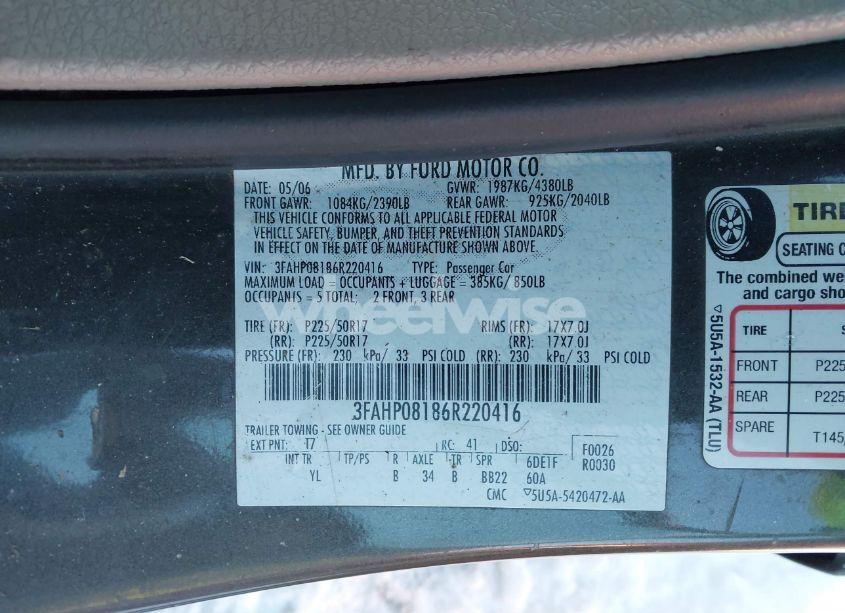 MFD. BY FORD MOTOR CO.
DATE: 05/06 GVWR: 1987KG/4380LB
FRONT GAWR: 1084KG/2390LB REAR GAWR: 925KG/2040LB
THIS VEHICLE CONFORMS TO ALL APPLICABLE FEDERAL MOTOR
VEHICLE SAFETY, BUMPER, AND THEFT PREVENTION STANDARDS
IN EFFECT ON THE DATE OF MANUFACTURE SHOWN ABOVE.
VIN: 3FAHP08186R220416 TYPE: Passenger Car
MAXIMUM LOAD = OCCUPANTS + LUGGAGE = 385KG/ 850LB
OCCUPANTS = 5 TOTAL; 2 FRONT, 3 REAR
wheelwise
TIRE (FR): P225/50R17 RIMS (FR): 17X7.0J
(RR): P225/50R17 (RR): 17X7.0J
PRESSURE (FR): 230 kPa/ 33 PSI COLD (RR): 230 kPa/ 33 PSI COLD
3FAHP08186R220416
TRAILER TOWING - SEE OWNER GUIDE
EXT PNT: T7 RC: 41 DSO: F0026
INT TR TP/PS R AXLE TR SPR 6DE1F R0030
YL B 34 B BB22 60A
CMC ▽5U5A-5420472-AA
TIRE
SEATING C
The combined we
and cargo sho
TIRE S
FRONT P225
REAR P225
SPARE T145
▽5U5A-1532-AA (TLU)